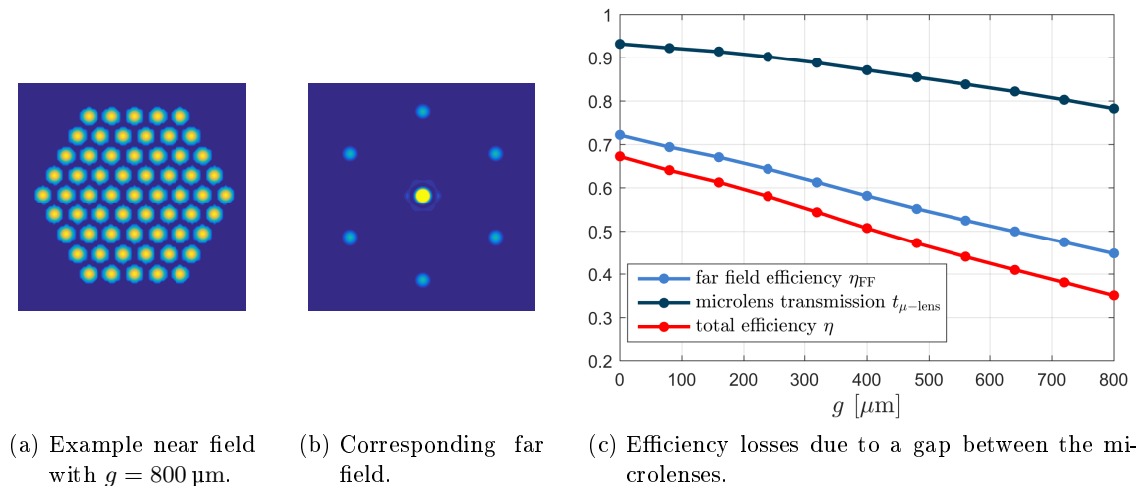 1
0.9
0.8
0.7
0.6
0.5
0.4
0.3
0.2
far field efficiency η_FF
microlens transmission t_μ−lens
total efficiency η
0 100 200 300 400 500 600 700 800
g [μm]
(a) Example near field
with g = 800 μm.
(b) Corresponding far
field.
(c) Efficiency losses due to a gap between the mi-
crolenses.